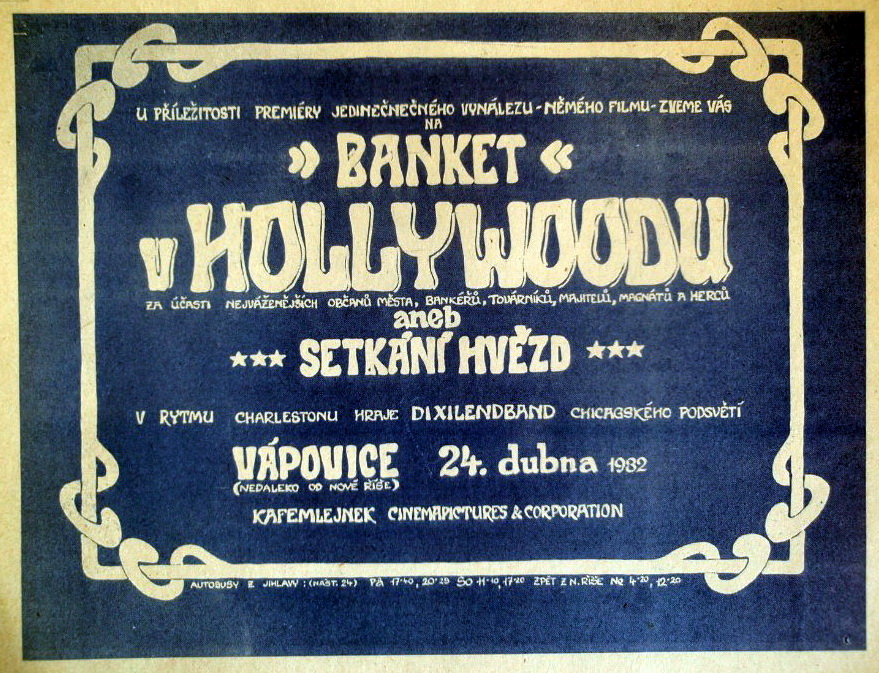 U PŘÍLEŽITOSTI PREMIÉRY JEDINEČNEČNÉHO VYNÁLEZU - NĚMÉHO FILMU - ZVEME VÁS
NA
» BANKET «
V HOLLYWOODU
ZA ÚČASTI NEJVÁŽENĚJŠÍCH OBČANŮ MĚSTA, BANKÉŘŮ, TOVÁRNÍKŮ, MAJITELŮ, MAGNÁTŮ A HERCŮ
aneb
*** SETKÁNÍ HVĚZD ***
V RYTMU CHARLESTONU HRAJE DIXILENDBAND CHICAGSKÉHO PODSVĚTÍ
VÁPOVICE 24. dubna 1982
(NEDALEKO OD NOVÉ ŘÍŠE)
KAFEMLEJNEK CINEMAPICTURES & CORPORATION
AUTOBUSY Z JIHLAVY : (NÁST. 24) PÁ 17.40, 20.25 SO 11.10, 17.20 ZPĚT Z N. ŘÍŠE NE 4.20, 12.20